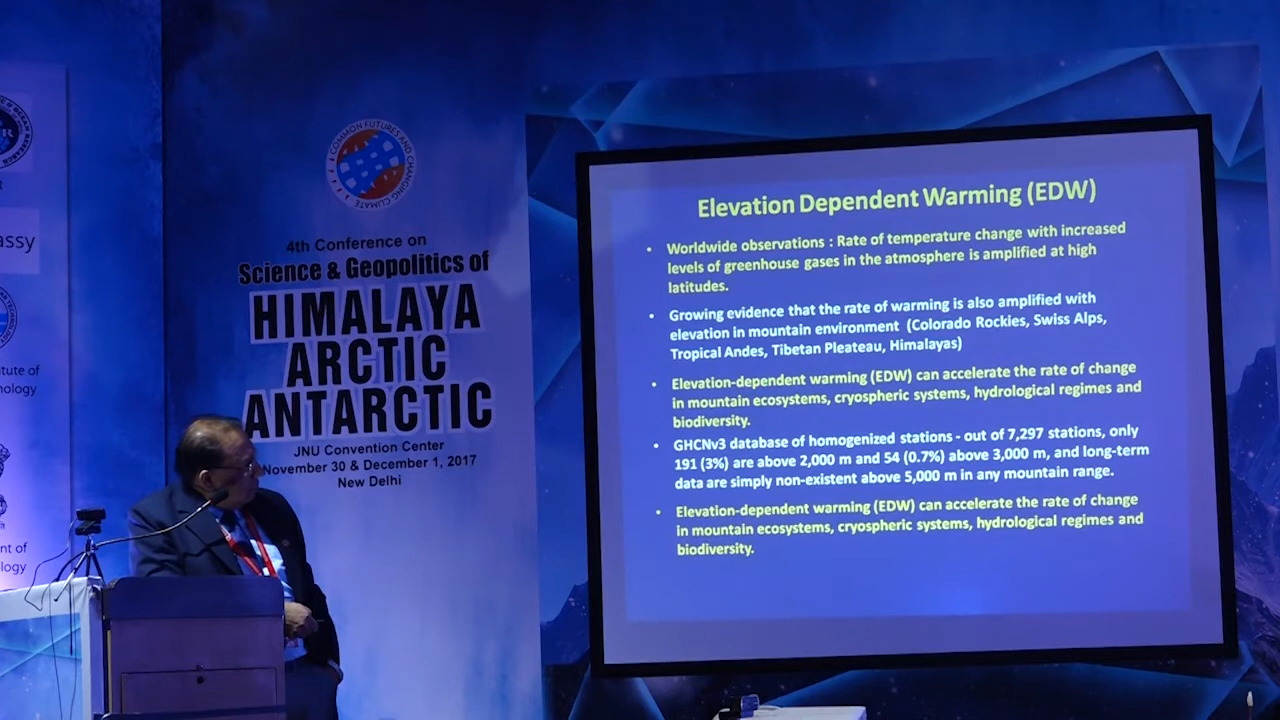 assy
itute of
nology
nt of
ology
COMMON FUTURES AND CHANGING CLIMATE
4th Conference on
Science & Geopolitics of
HIMALAYA
ARCTIC
ANTARCTIC
JNU Convention Center
November 30 & December 1, 2017
New Delhi
Elevation Dependent Warming (EDW)
• Worldwide observations : Rate of temperature change with increased
levels of greenhouse gases in the atmosphere is amplified at high
latitudes.
• Growing evidence that the rate of warming is also amplified with
elevation in mountain environment (Colorado Rockies, Swiss Alps,
Tropical Andes, Tibetan Pleateau, Himalayas)
• Elevation-dependent warming (EDW) can accelerate the rate of change
in mountain ecosystems, cryospheric systems, hydrological regimes and
biodiversity.
• GHCNv3 database of homogenized stations - out of 7,297 stations, only
191 (3%) are above 2,000 m and 54 (0.7%) above 3,000 m, and long-term
data are simply non-existent above 5,000 m in any mountain range.
• Elevation-dependent warming (EDW) can accelerate the rate of change
in mountain ecosystems, cryospheric systems, hydrological regimes and
biodiversity.